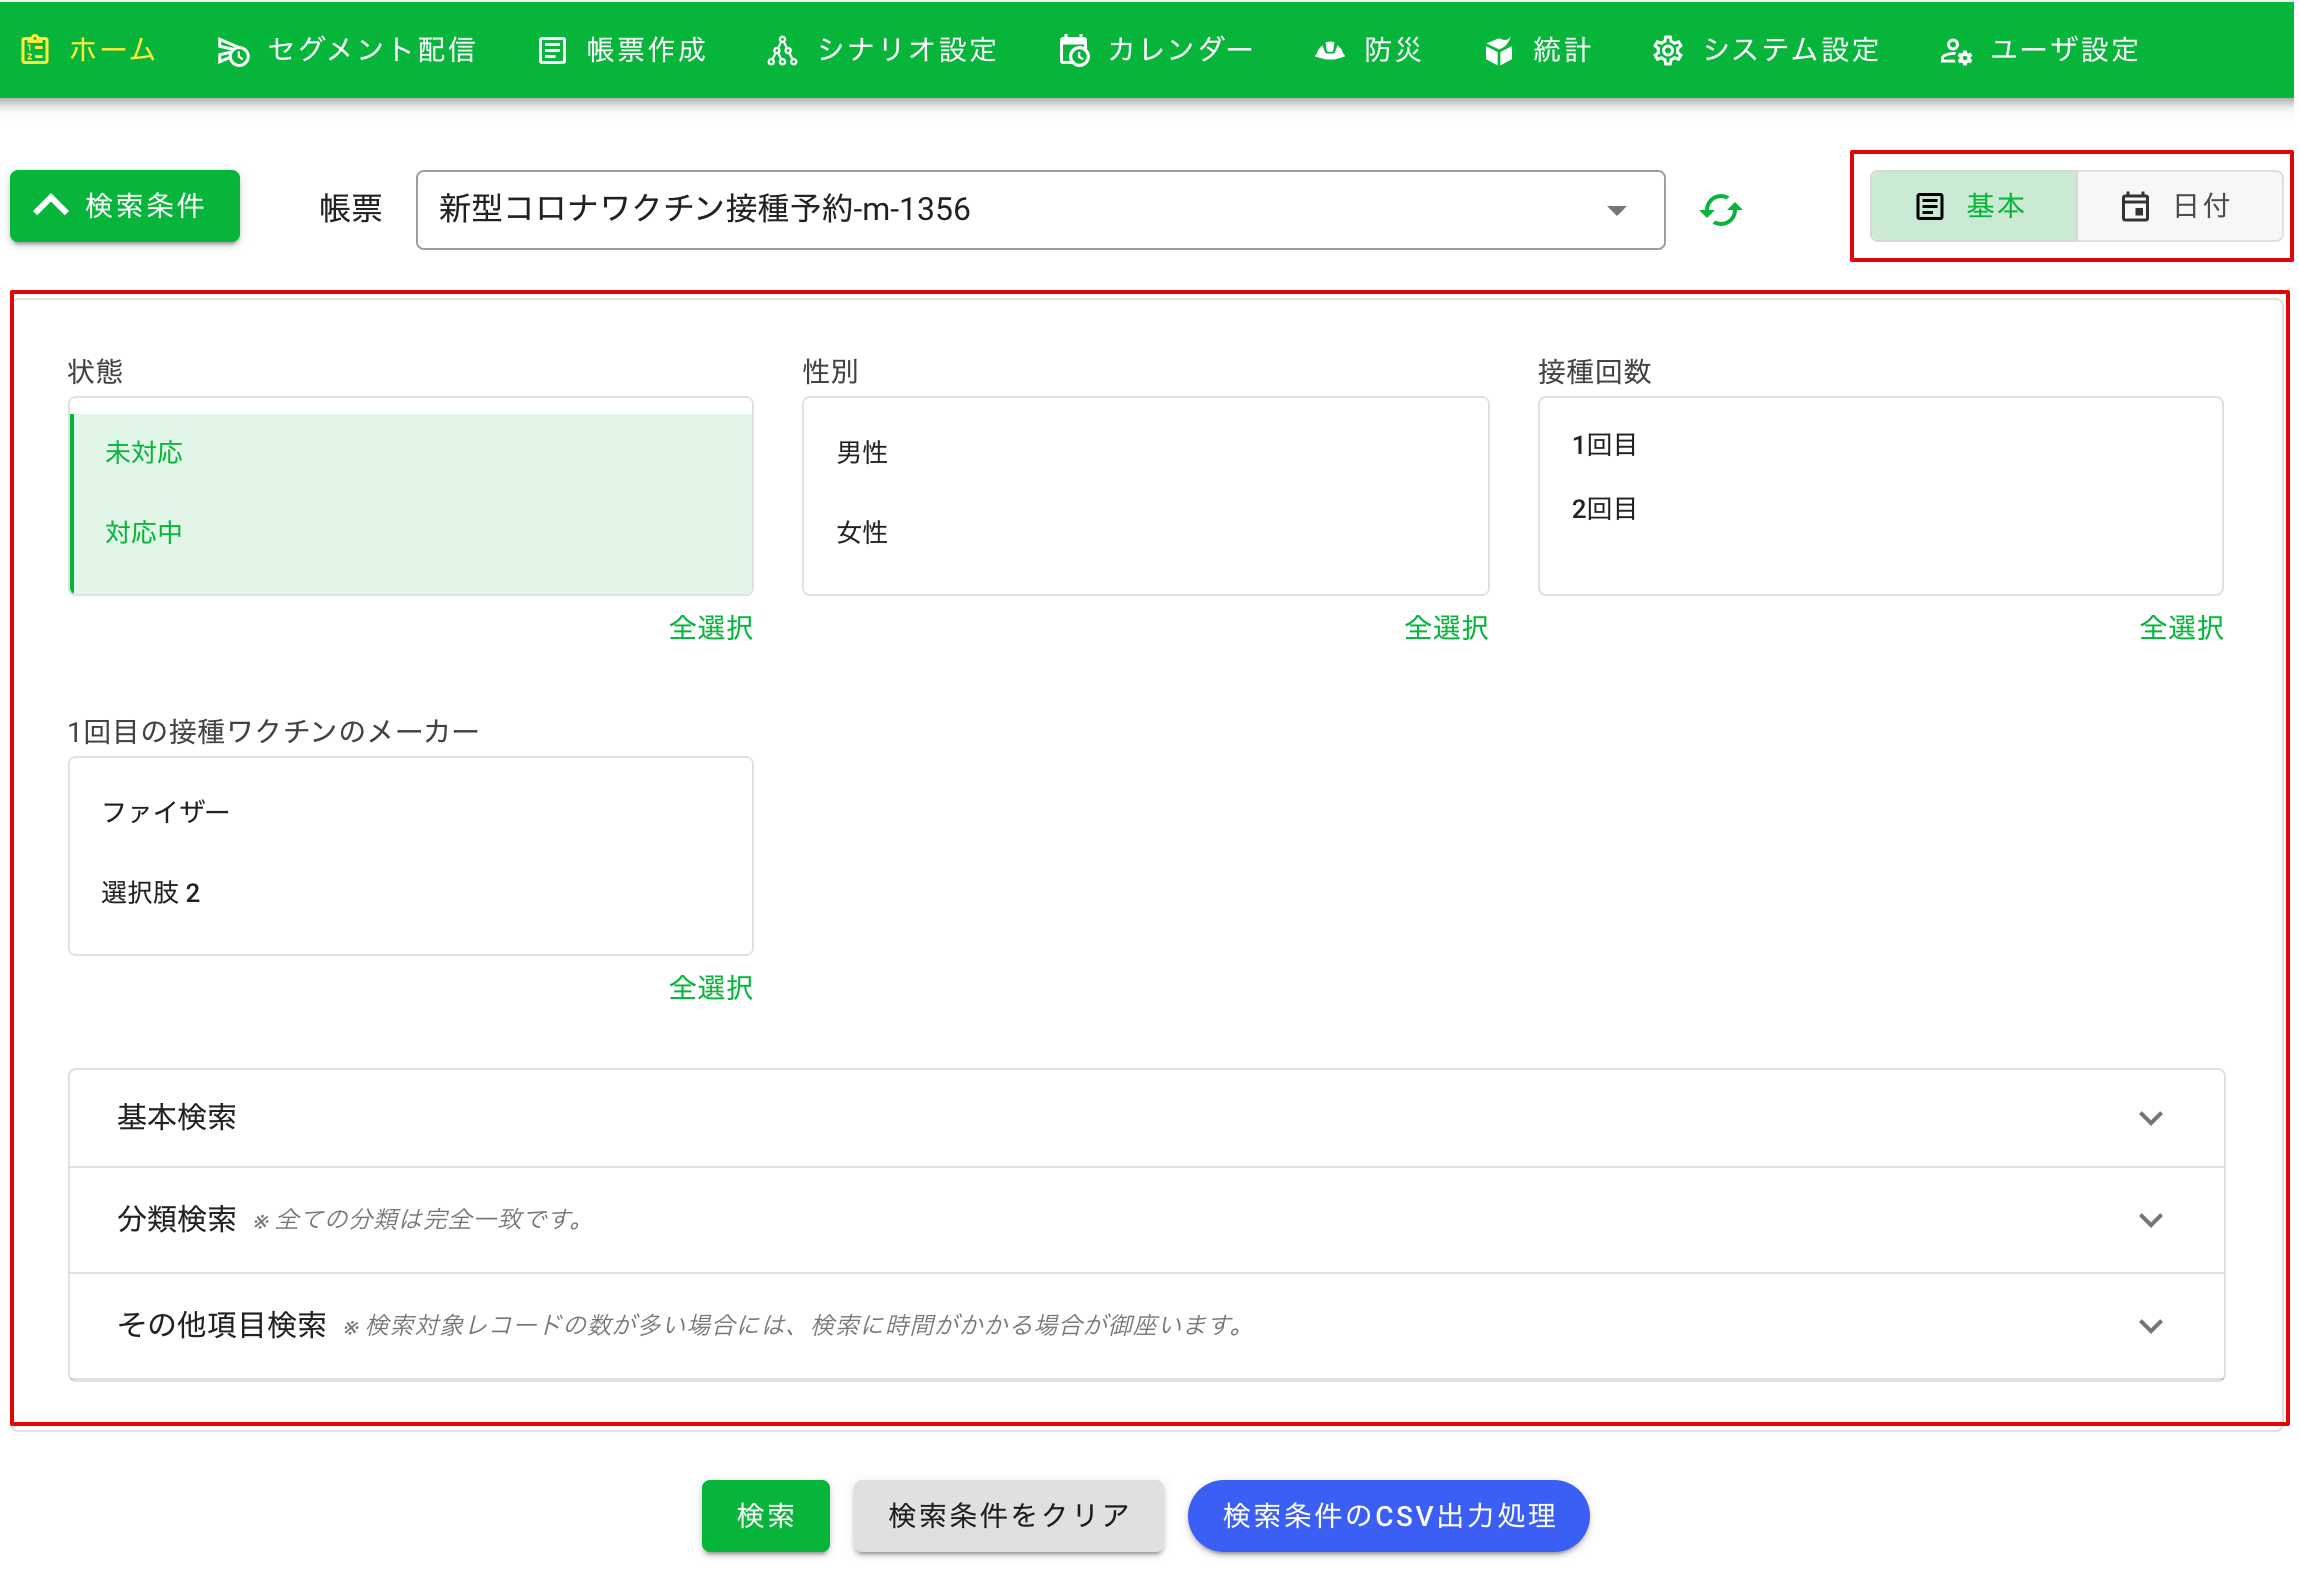 ホーム セグメント配信 帳票作成 シナリオ設定 カレンダー 防災 統計 システム設定 ユーザ設定
検索条件 帳票 新型コロナワクチン接種予約-m-1356 基本 日付
状態 性別 接種回数
未対応 男性 1回目
対応中 女性 2回目
全選択 全選択 全選択
1回目の接種ワクチンのメーカー
ファイザー
選択肢 2
全選択
基本検索
分類検索 ※ 全ての分類は完全一致です。
その他項目検索 ※ 検索対象レコードの数が多い場合には、検索に時間がかかる場合が御座います。
検索 検索条件をクリア 検索条件のCSV出力処理